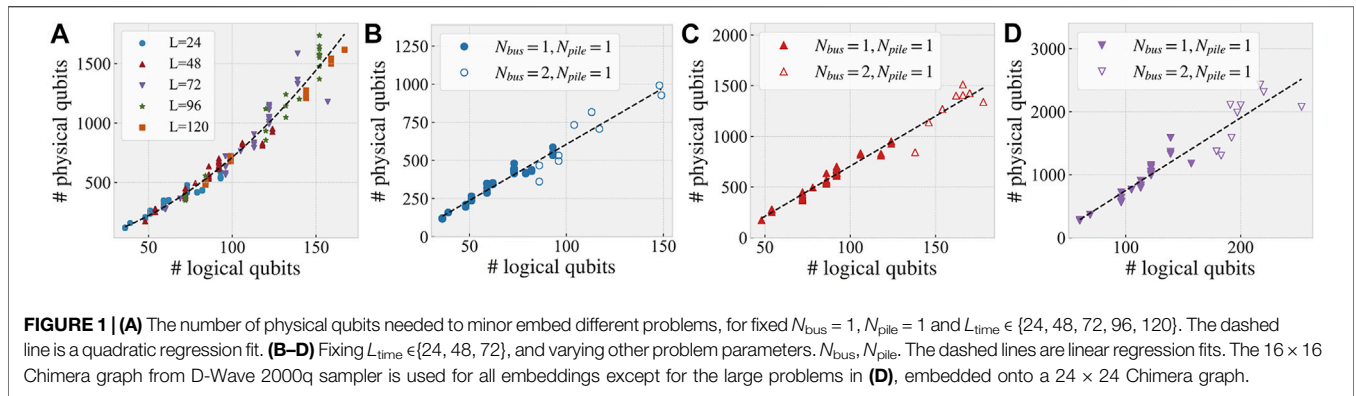 A
# physical qubits
1500
1000
500
L=24
L=48
L=72
L=96
L=120
50
100
150
# logical qubits
B
# physical qubits
1250
1000
750
500
250
0
N_bus = 1, N_pile = 1
N_bus = 2, N_pile = 1
50
100
150
# logical qubits
C
# physical qubits
2000
1500
1000
500
0
N_bus = 1, N_pile = 1
N_bus = 2, N_pile = 1
50
100
150
# logical qubits
D
# physical qubits
3000
2000
1000
0
N_bus = 1, N_pile = 1
N_bus = 2, N_pile = 1
100
200
# logical qubits
FIGURE 1 | (A) The number of physical qubits needed to minor embed different problems, for fixed N_bus = 1, N_pile = 1 and L_time ϵ {24, 48, 72, 96, 120}. The dashed
line is a quadratic regression fit. (B–D) Fixing L_time ϵ{24, 48, 72}, and varying other problem parameters. N_bus, N_pile. The dashed lines are linear regression fits. The 16 × 16
Chimera graph from D-Wave 2000q sampler is used for all embeddings except for the large problems in (D), embedded onto a 24 × 24 Chimera graph.